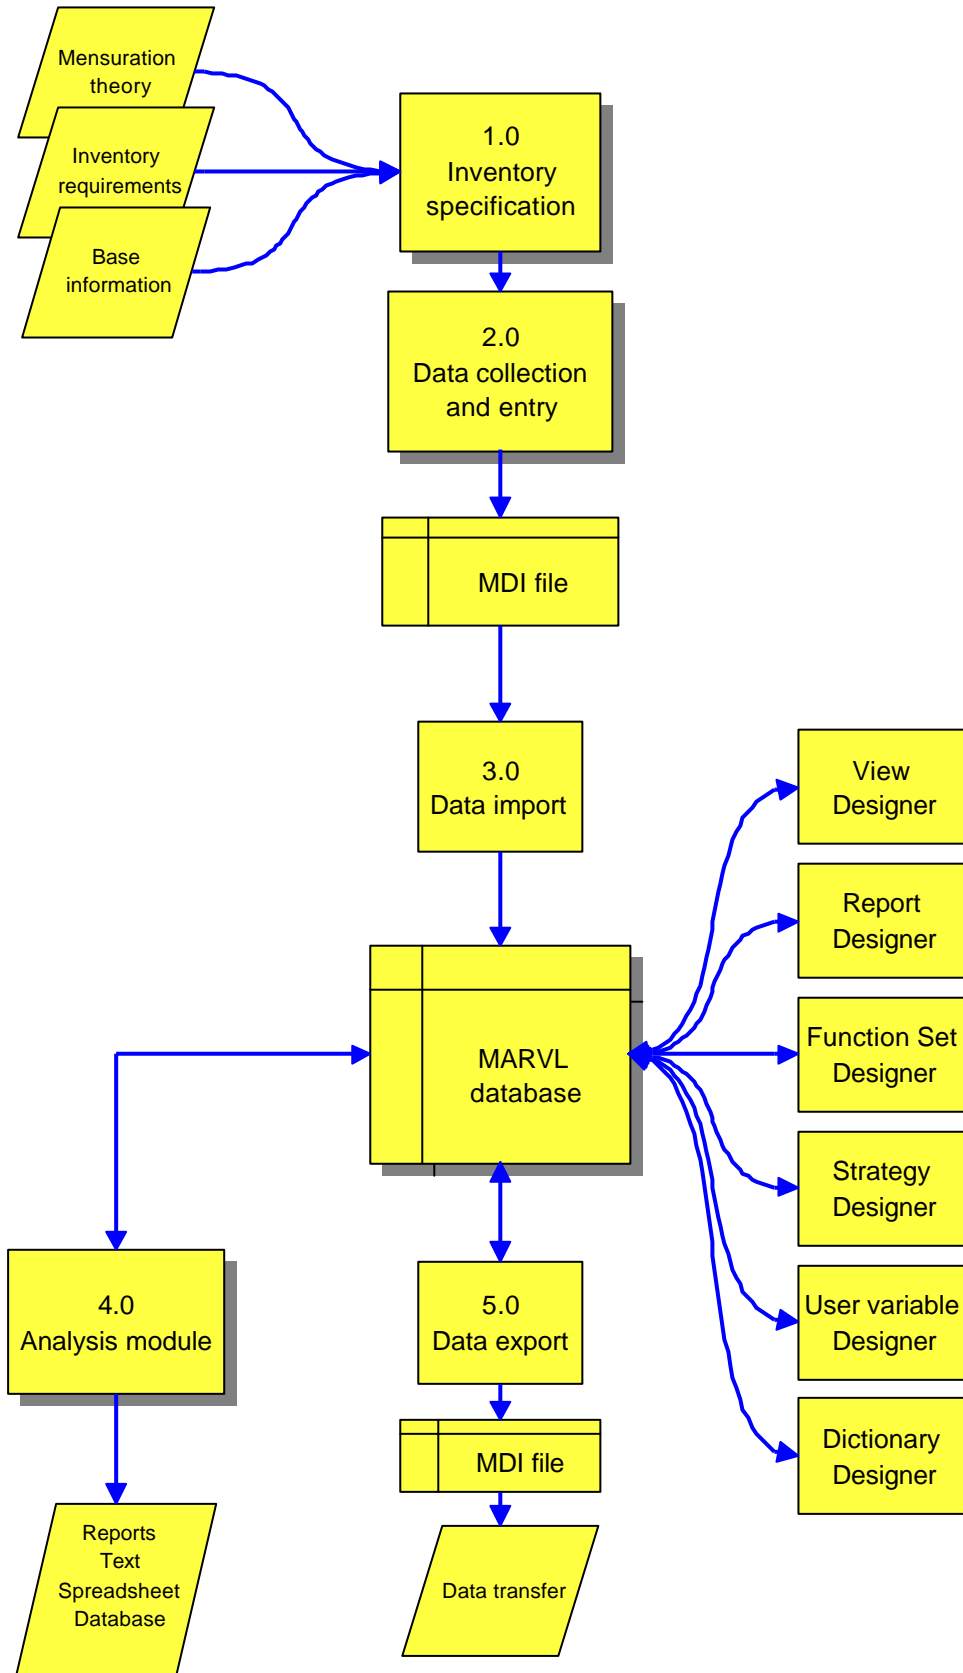 Mensuration
theory
Inventory
requirements
Base
information
1.0
Inventory
specification
2.0
Data collection
and entry
MDI file
3.0
Data import
MARVL
database
View
Designer
Report
Designer
Function Set
Designer
Strategy
Designer
User variable
Designer
Dictionary
Designer
4.0
Analysis module
5.0
Data export
MDI file
Reports
Text
Spreadsheet
Database
Data transfer